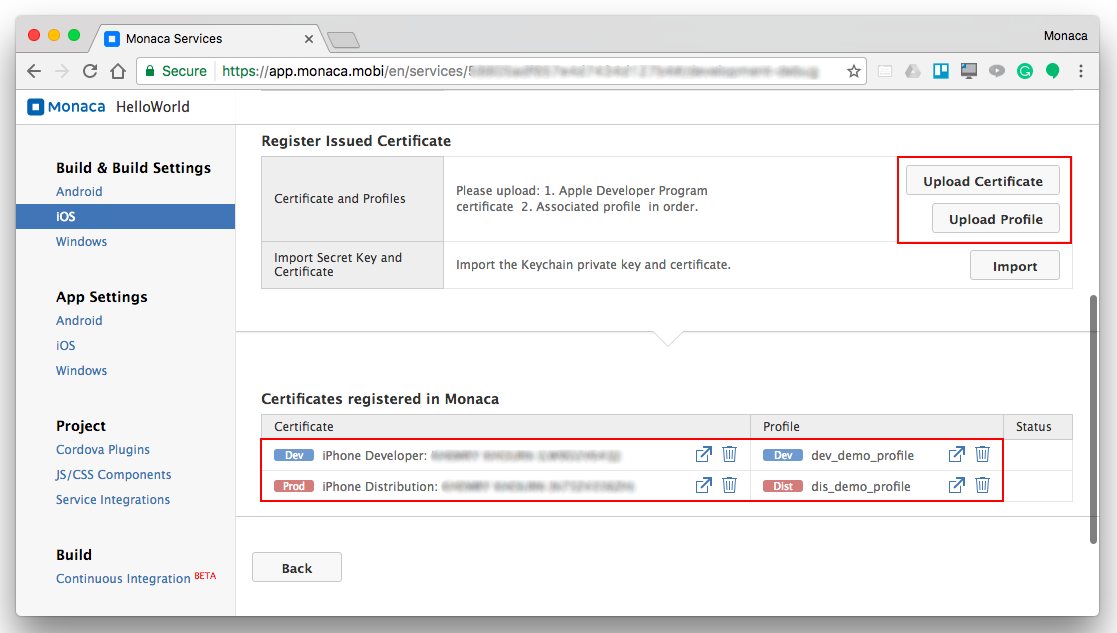 Monaca Services
Monaca
Secure
https://app.monaca.mobi/en/services/
Monaca HelloWorld
Build & Build Settings
Android
iOS
Windows
App Settings
Android
iOS
Windows
Project
Cordova Plugins
JS/CSS Components
Service Integrations
Build
Continuous Integration BETA
Register Issued Certificate
Certificate and Profiles
Please upload: 1. Apple Developer Program
certificate 2. Associated profile in order.
Upload Certificate
Upload Profile
Import Secret Key and
Certificate
Import the Keychain private key and certificate.
Import
Certificates registered in Monaca
Certificate Profile Status
Dev iPhone Developer: Dev dev_demo_profile
Prod iPhone Distribution: Dist dis_demo_profile
Back